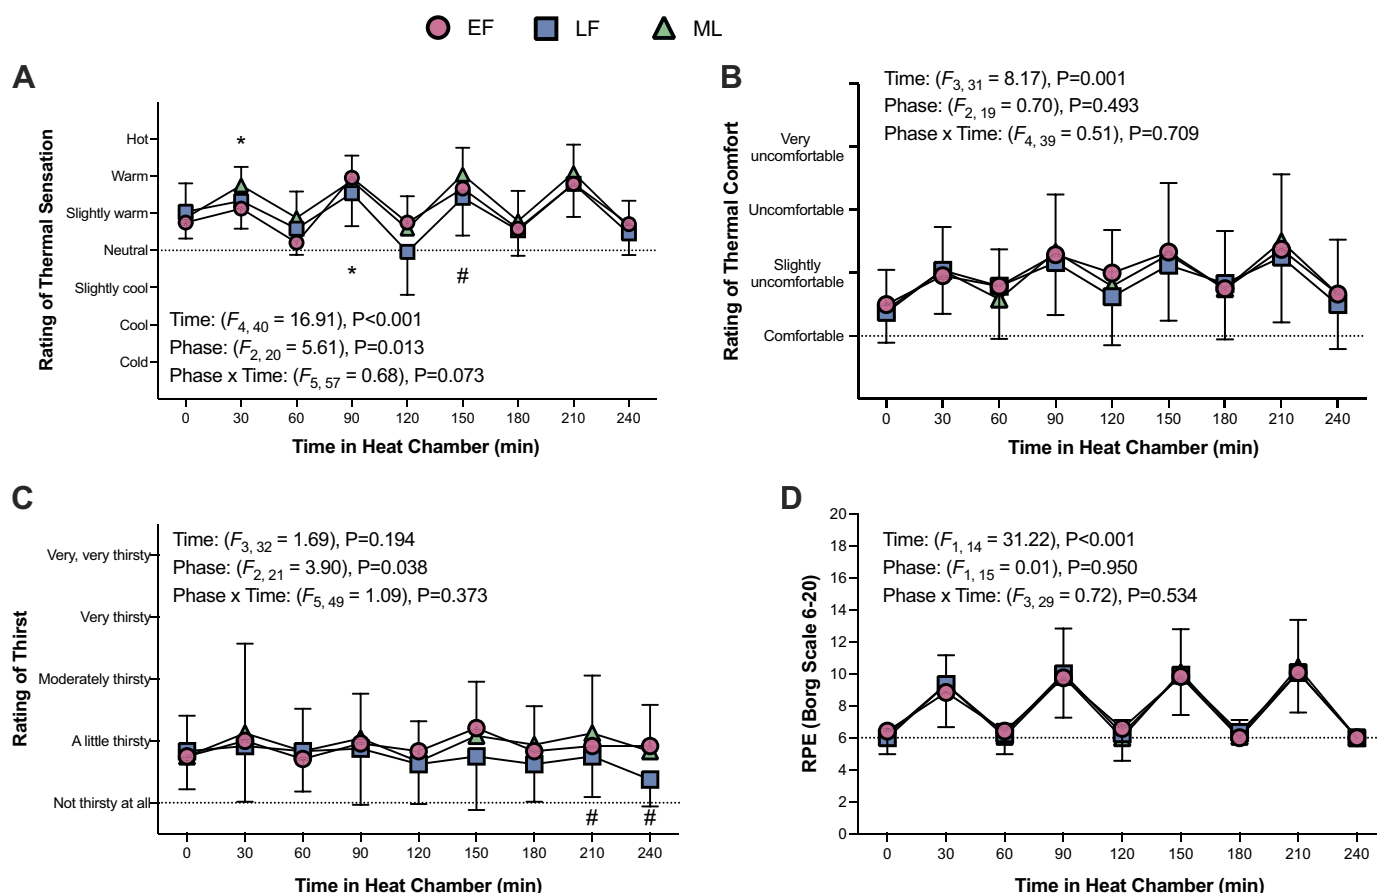 EF LF ML
A
Rating of Thermal Sensation
Hot
Warm
Slightly warm
Neutral
Slightly cool
Cool
Cold
*
*
#
Time: (F4, 40 = 16.91), P<0.001
Phase: (F2, 20 = 5.61), P=0.013
Phase x Time: (F5, 57 = 0.68), P=0.073
0 30 60 90 120 150 180 210 240
Time in Heat Chamber (min)
B
Rating of Thermal Comfort
Time: (F3, 31 = 8.17), P=0.001
Phase: (F2, 19 = 0.70), P=0.493
Phase x Time: (F4, 39 = 0.51), P=0.709
Very
uncomfortable
Uncomfortable
Slightly
uncomfortable
Comfortable
0 30 60 90 120 150 180 210 240
Time in Heat Chamber (min)
C
Rating of Thirst
Time: (F3, 32 = 1.69), P=0.194
Phase: (F2, 21 = 3.90), P=0.038
Phase x Time: (F5, 49 = 1.09), P=0.373
Very, very thirsty
Very thirsty
Moderately thirsty
A little thirsty
Not thirsty at all
# #
0 30 60 90 120 150 180 210 240
Time in Heat Chamber (min)
D
RPE (Borg Scale 6-20)
Time: (F1, 14 = 31.22), P<0.001
Phase: (F1, 15 = 0.01), P=0.950
Phase x Time: (F3, 29 = 0.72), P=0.534
20
18
16
14
12
10
8
6
4
2
0
0 30 60 90 120 150 180 210 240
Time in Heat Chamber (min)